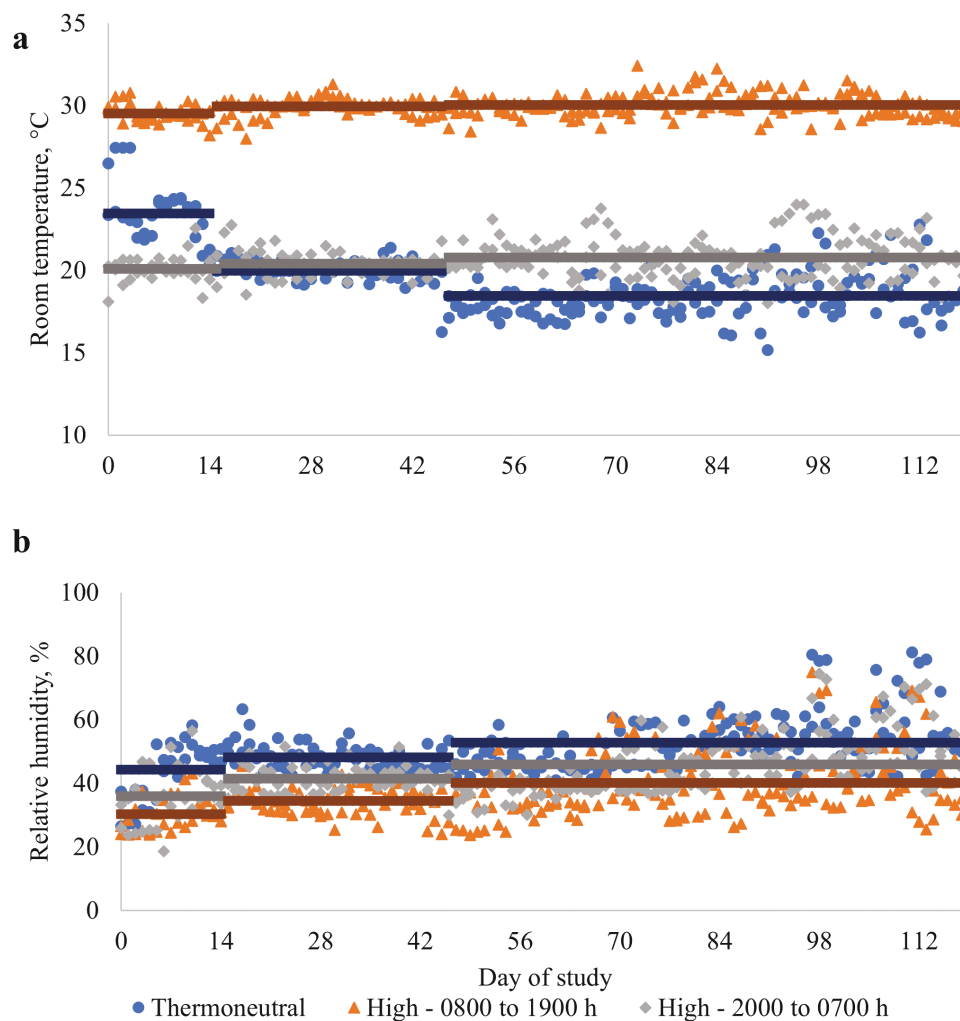 a
Room temperature, °C
35
30
25
20
15
10
0 14 28 42 56 70 84 98 112
b
Relative humidity, %
100
80
60
40
20
0
0 14 28 42 56 70 84 98 112
Day of study
Thermoneutral High - 0800 to 1900 h High - 2000 to 0700 h